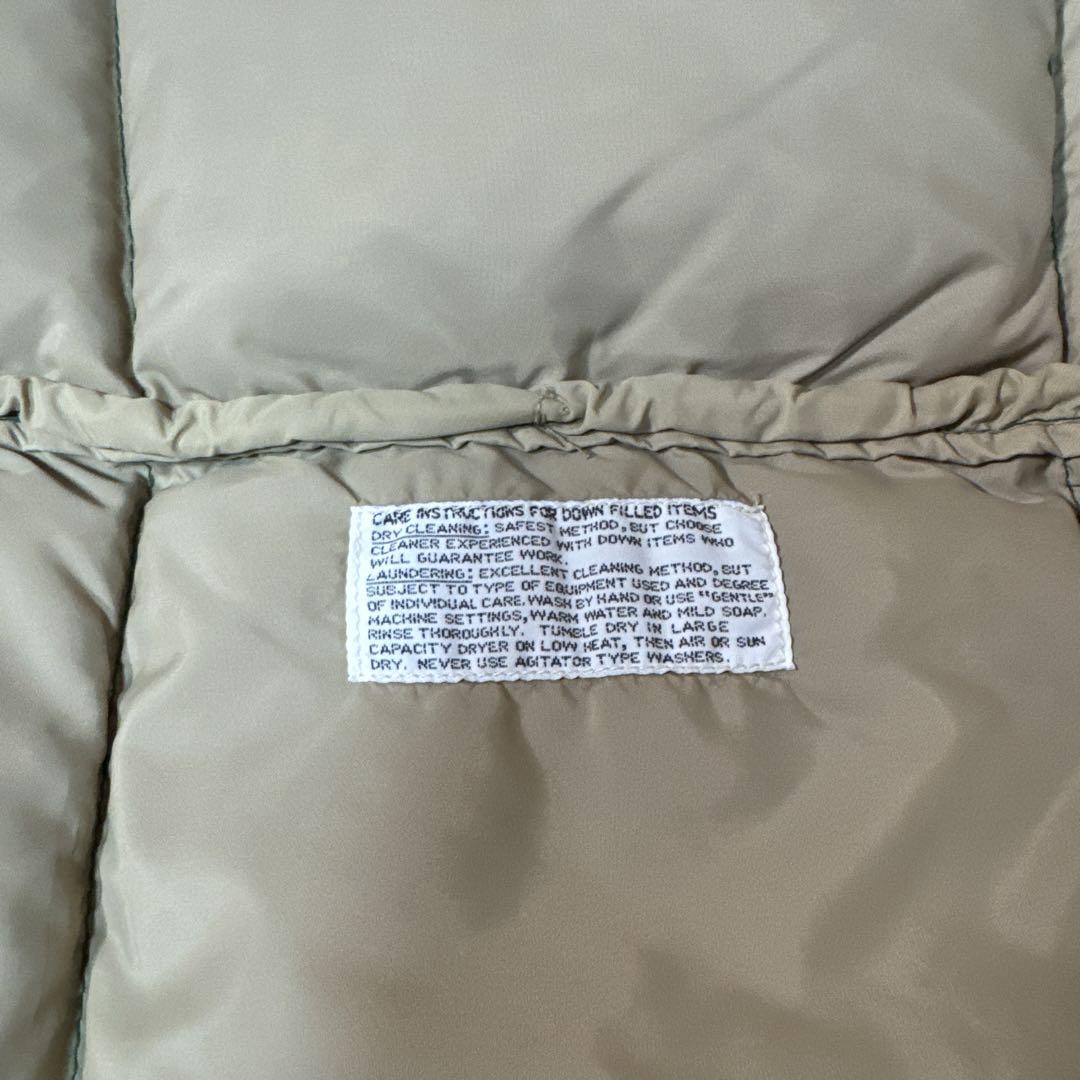 CARE INSTRUCTIONS FOR DOWN FILLED ITEMS
DRY CLEANING: SAFEST METHOD, BUT CHOOSE
CLEANER EXPERIENCED WITH DOWN ITEMS WHO
WILL GUARANTEE WORK.
LAUNDERING: EXCELLENT CLEANING METHOD, BUT
SUBJECT TO TYPE OF EQUIPMENT USED AND DEGREE
OF INDIVIDUAL CARE. WASH BY HAND OR USE "GENTLE"
MACHINE SETTINGS, WARM WATER AND MILD SOAP.
RINSE THOROUGHLY. TUMBLE DRY IN LARGE
CAPACITY DRYER ON LOW HEAT, THEN AIR OR SUN
DRY. NEVER USE AGITATOR TYPE WASHERS.